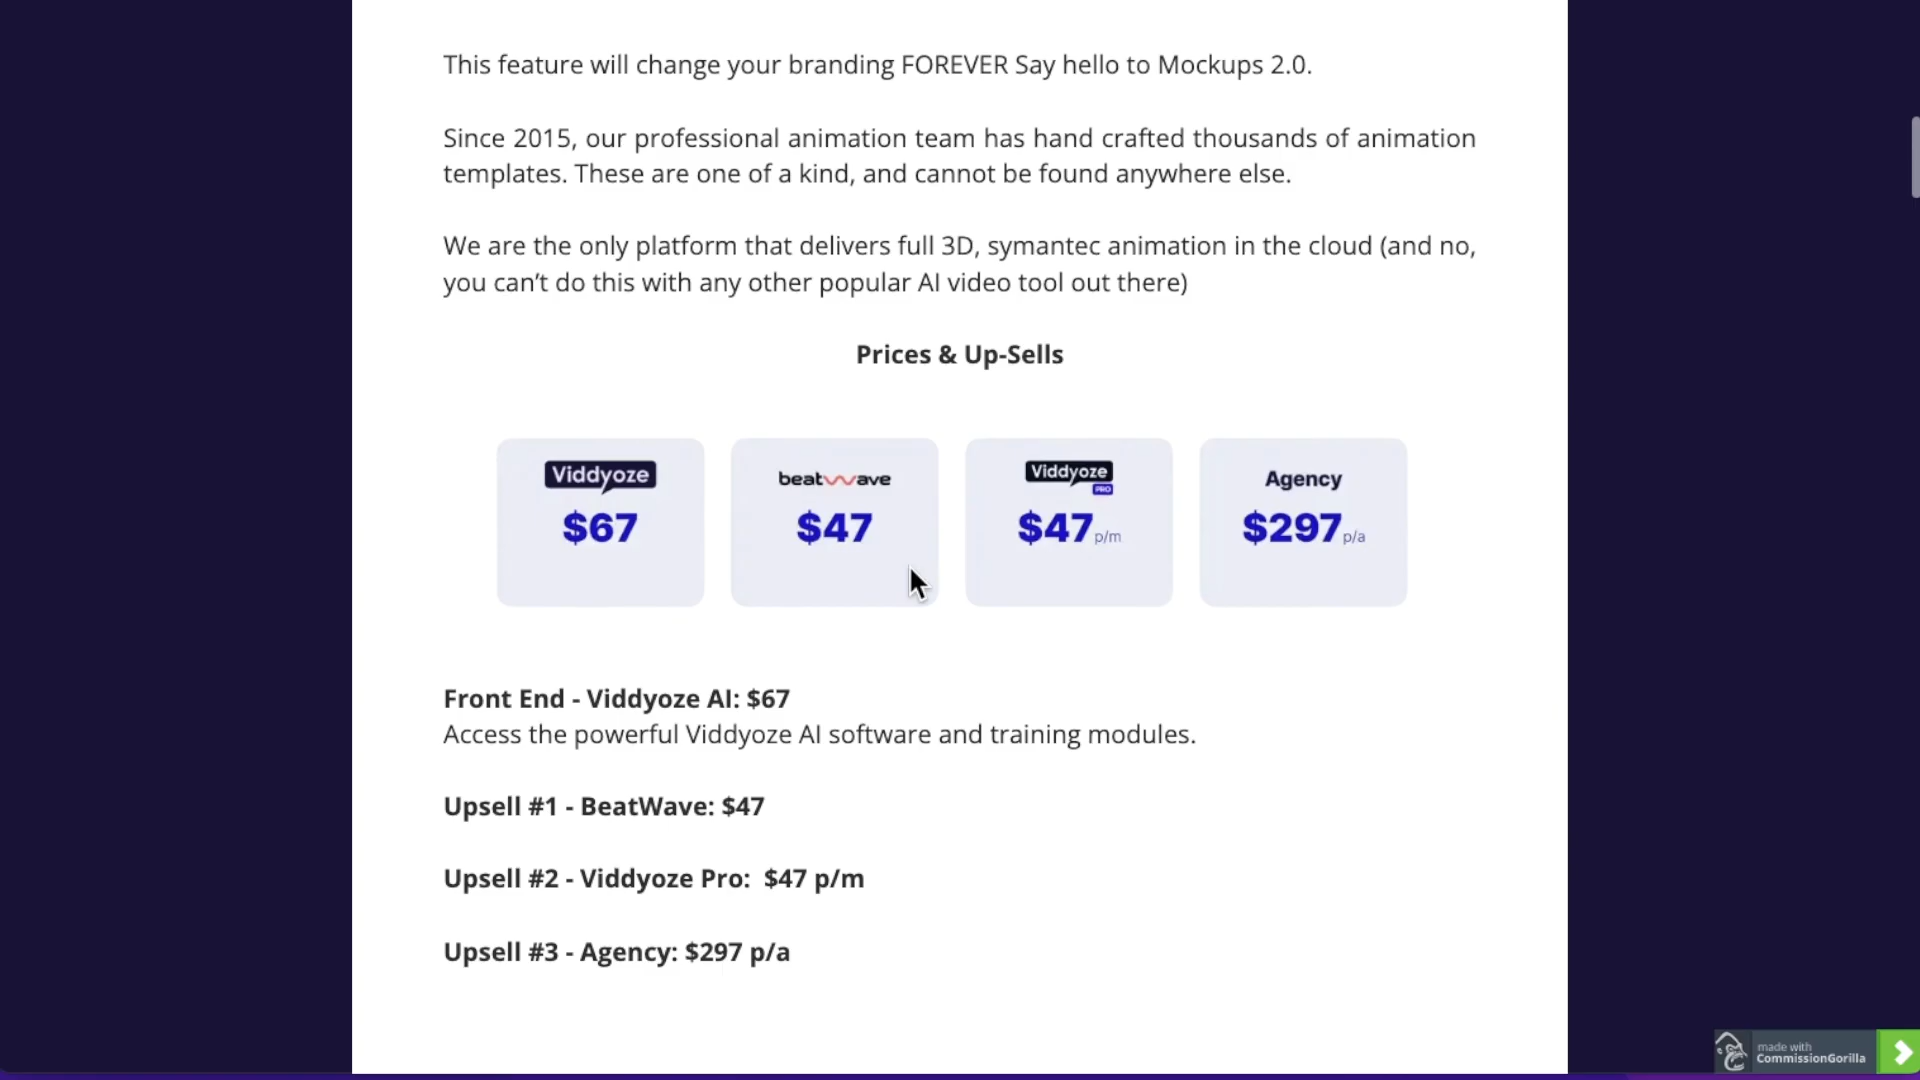 This feature will change your branding FOREVER Say hello to Mockups 2.0.
Since 2015, our professional animation team has hand crafted thousands of animation
templates. These are one of a kind, and cannot be found anywhere else.
We are the only platform that delivers full 3D, symantec animation in the cloud (and no,
you can’t do this with any other popular AI video tool out there)
Prices & Up-Sells
Viddyoze
$67
beatwave
$47
Viddyoze
PRO
$47 p/m
Agency
$297 p/a
Front End - Viddyoze AI: $67
Access the powerful Viddyoze AI software and training modules.
Upsell #1 - BeatWave: $47
Upsell #2 - Viddyoze Pro:  $47 p/m
Upsell #3 - Agency: $297 p/a
made with
CommissionGorilla